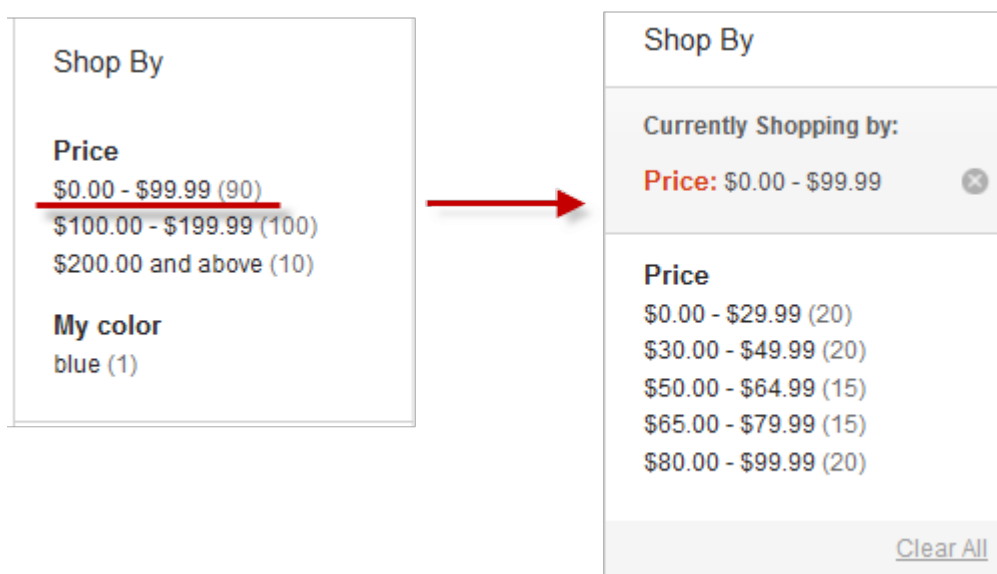 Shop By
Price
$0.00 - $99.99 (90)
$100.00 - $199.99 (100)
$200.00 and above (10)
My color
blue (1)
Shop By
Currently Shopping by:
Price: $0.00 - $99.99
Price
$0.00 - $29.99 (20)
$30.00 - $49.99 (20)
$50.00 - $64.99 (15)
$65.00 - $79.99 (15)
$80.00 - $99.99 (20)
Clear All